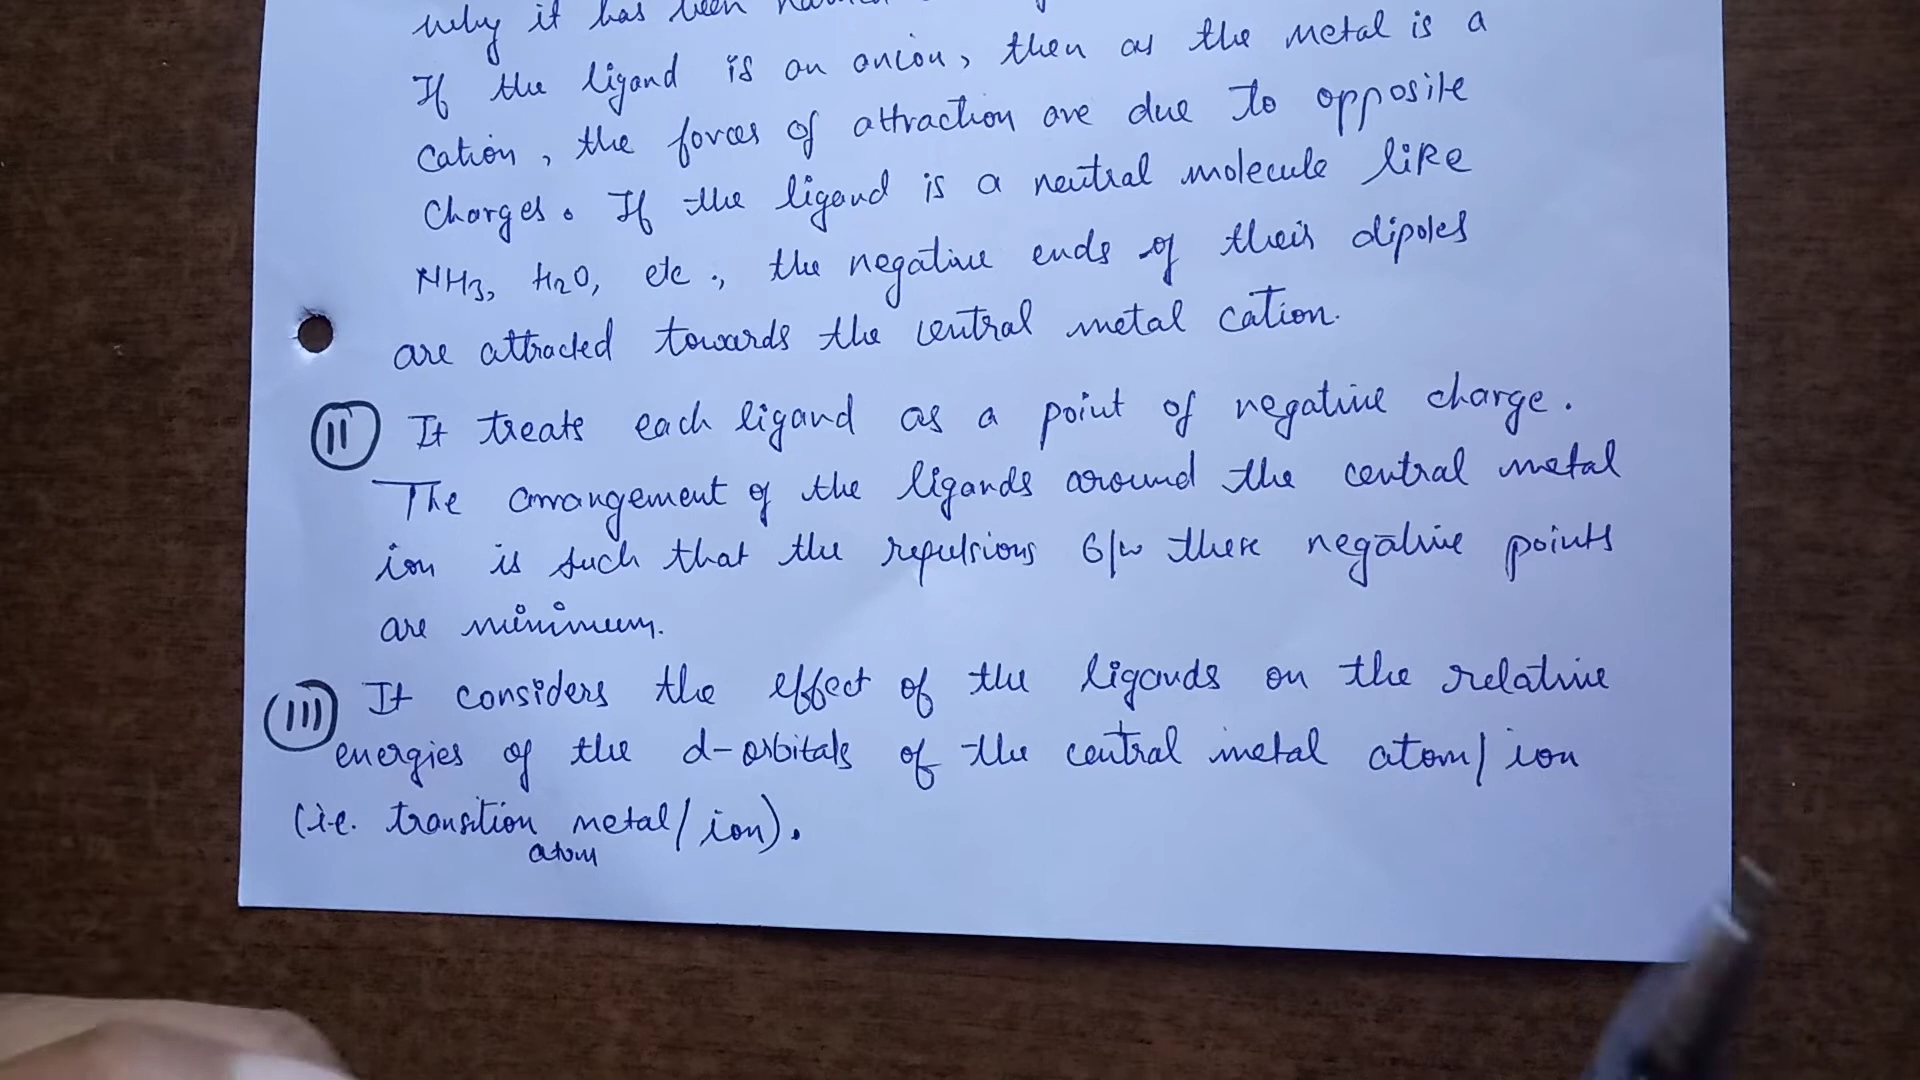 why it has been
If the ligand is an anion, then as the metal is a
cation, the forces of attraction are due to opposite
charges. If the ligand is a neutral molecule like
NH3, H2O, etc., the negative ends of their dipoles
are attracted towards the central metal cation.
(II) It treats each ligand as a point of negative charge.
The arrangement of the ligands around the central metal
ion is such that the repulsions b/w these negative points
are minimum.
(III) It considers the effect of the ligands on the relative
energies of the d-orbitals of the central metal atom/ion
(i.e. transition metal/ion).
atom